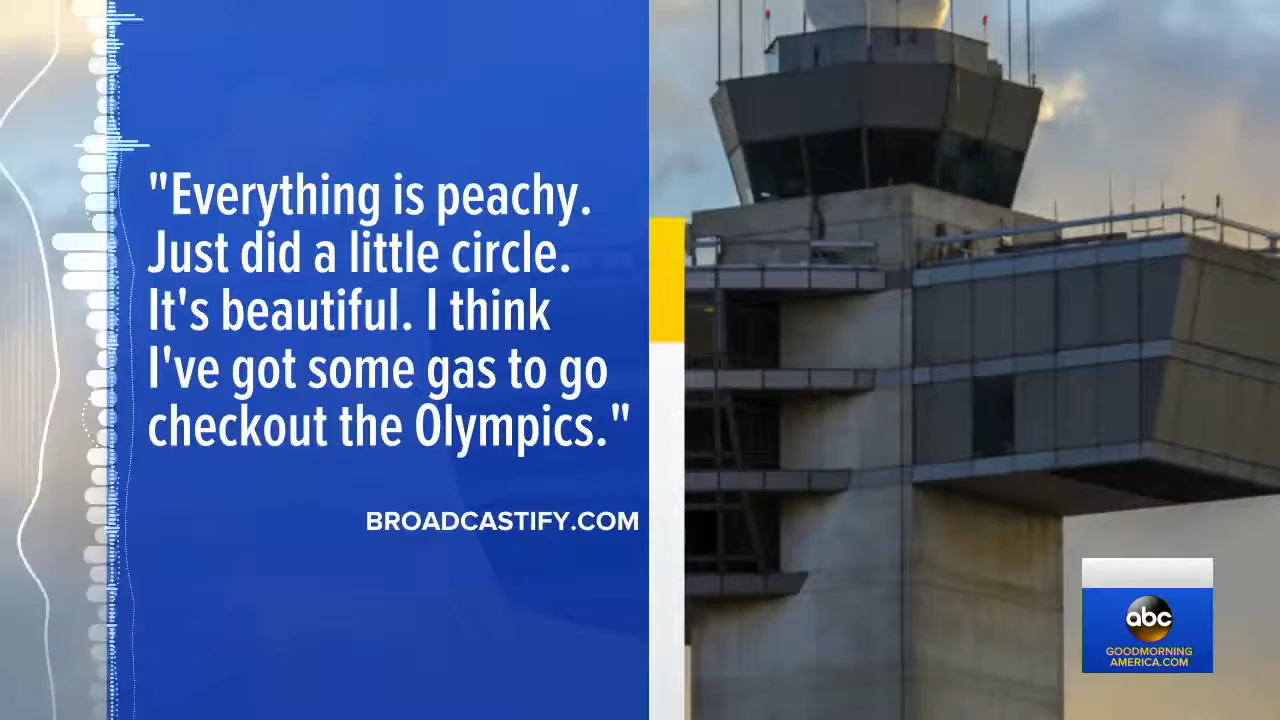 "Everything is peachy.
Just did a little circle.
It's beautiful. I think
I've got some gas to go
checkout the Olympics."
BROADCASTIFY.COM
abc
GOODMORNING
AMERICA.COM